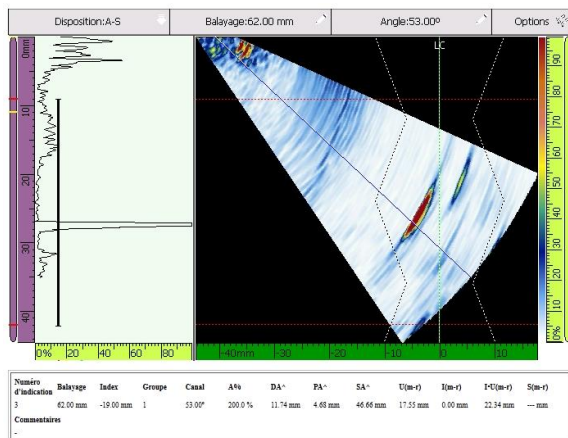 Disposition:A-S Balayage:62.00 mm Angle:53.00º Options
LC
0mm
10
20
30
40
0% 20 40 60 80
-40mm -30 -20 -10 0 10
0% 10 20 30 40 50 60 70 80 90
Numéro d'indication Balayage Index Groupe Canal A% DA^ PA^ SA^ U(m-r) I(m-r) I-U(m-r) S(m-r)
3 62.00 mm -19.00 mm 1 53.00º 200.0 % 11.74 mm 4.68 mm 46.66 mm 17.55 mm 0.00 mm 22.34 mm --- mm
Commentaires
-